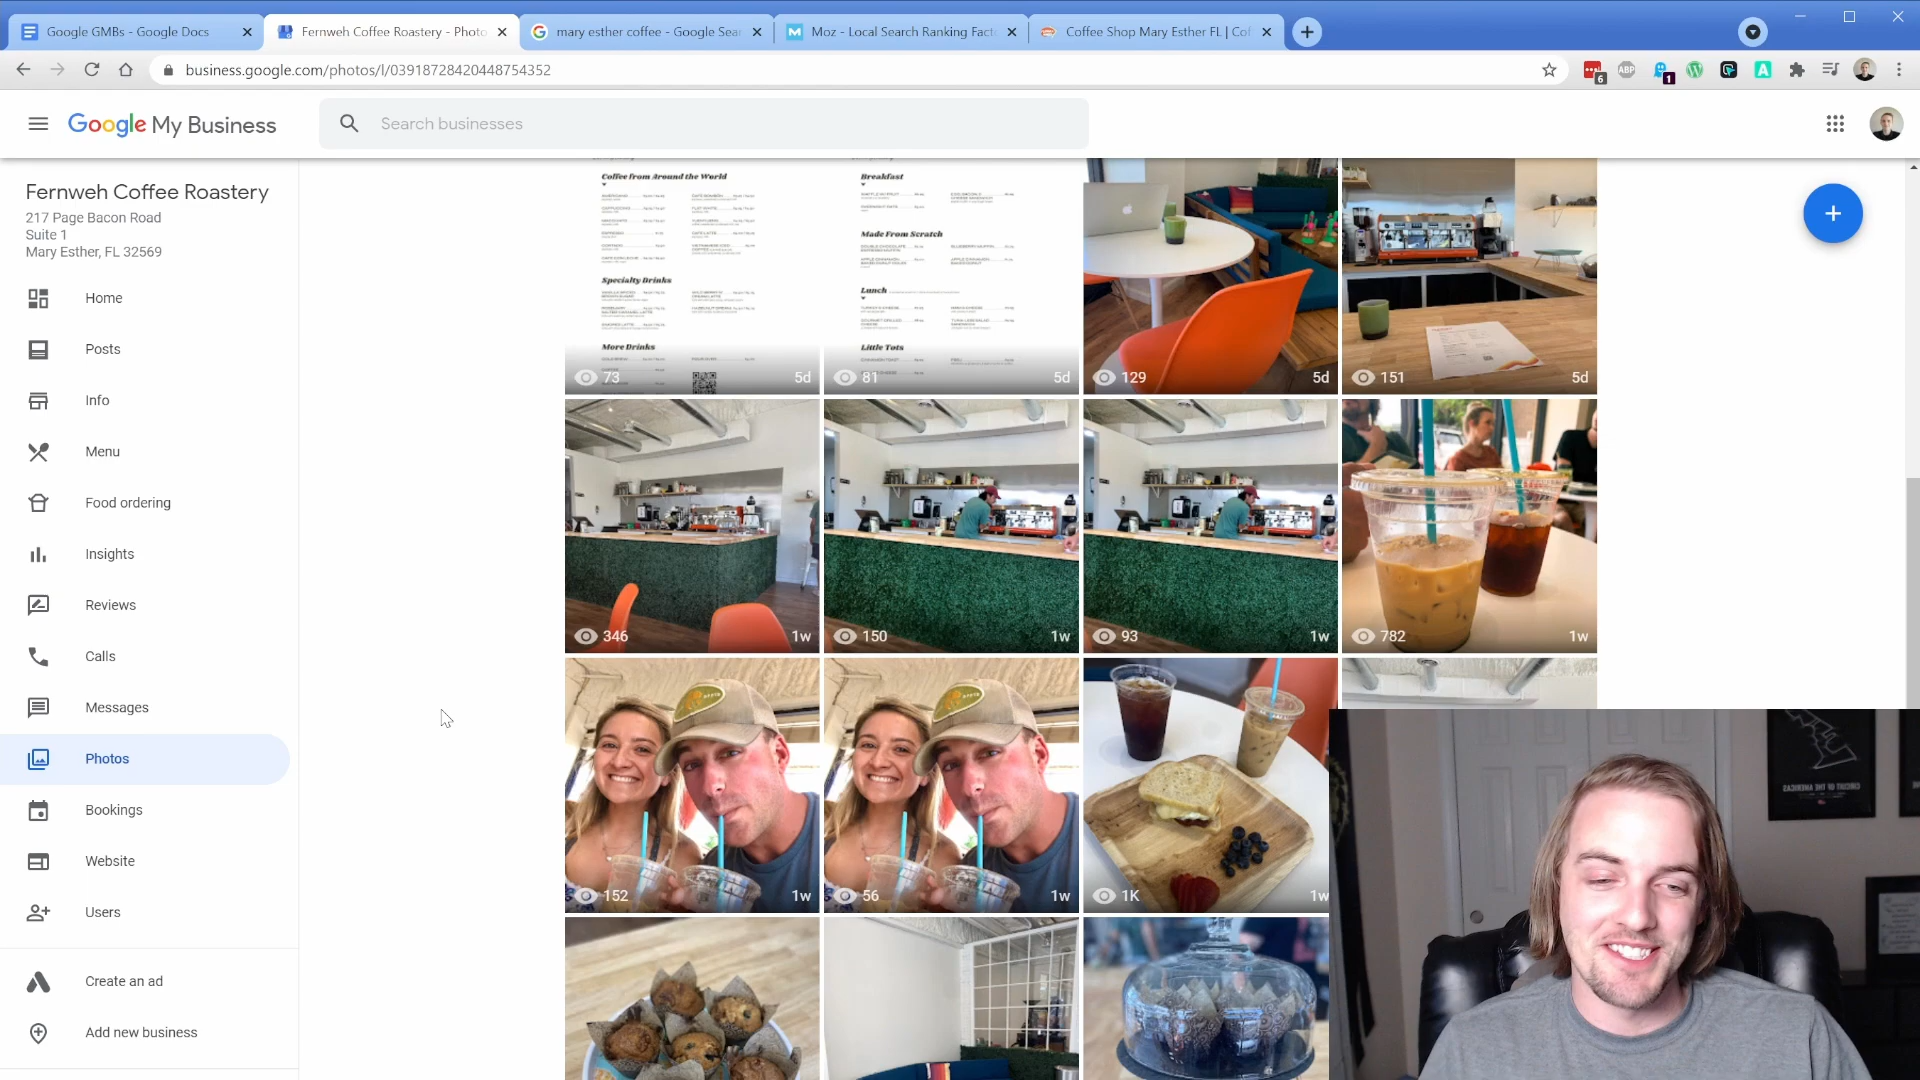 Google GMBs - Google Docs
Fernweh Coffee Roastery - Photo
mary esther coffee - Google Sear
Moz - Local Search Ranking Fact
Coffee Shop Mary Esther FL | Cof
business.google.com/photos/l/03918728420448754352
6
ABP
1
Google My Business
Search businesses
Fernweh Coffee Roastery
217 Page Bacon Road
Suite 1
Mary Esther, FL 32569
Home
Posts
Info
Menu
Food ordering
Insights
Reviews
Calls
Messages
Photos
Bookings
Website
Users
Create an ad
Add new business
Coffee from Around the World
Specialty Drinks
More Drinks
73
5d
Breakfast
Made From Scratch
Lunch
Little Tots
81
5d
129
5d
151
5d
346
1w
150
1w
93
1w
782
1w
152
1w
56
1w
1K
1w